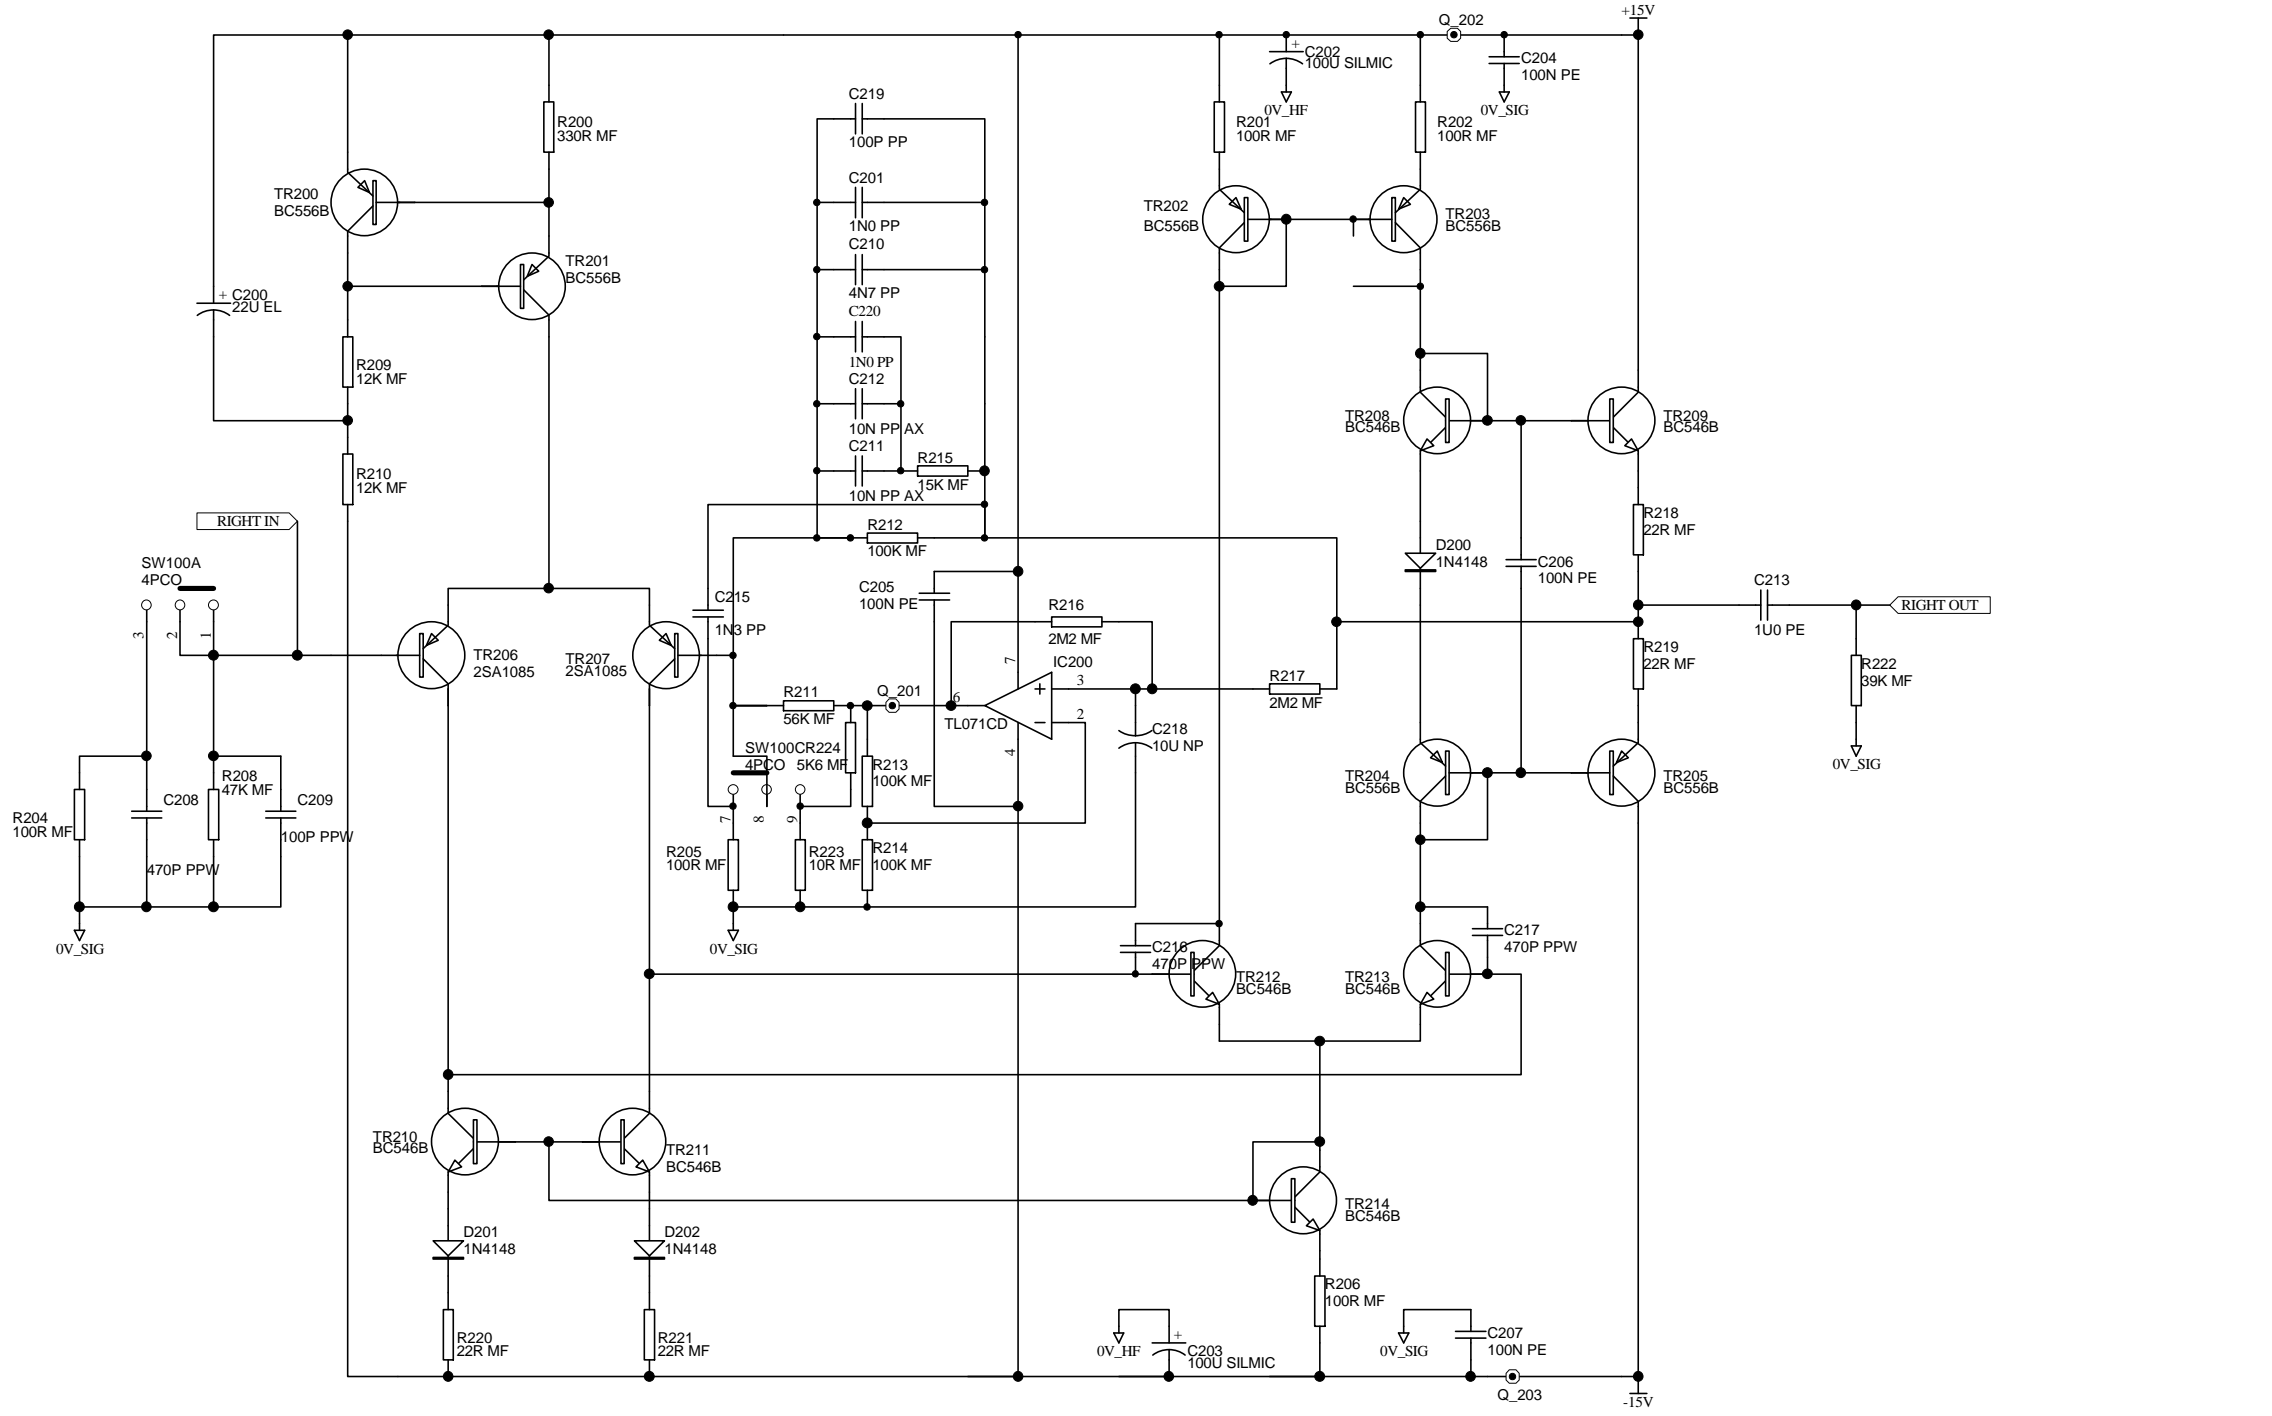 +15V
Q_202
C202
100U SILMIC
0V_HF
C204
100N PE
0V_SIG
C219
100P PP
R200
330R MF
R201
100R MF
R202
100R MF
C201
1N0 PP
TR200
BC556B
TR202
BC556B
TR203
BC556B
C210
4N7 PP
TR201
BC556B
C200
22U EL
C220
1N0 PP
R209
12K MF
C212
10N PP AX
TR208
BC546B
TR209
BC546B
C211
10N PP AX
R215
15K MF
R210
12K MF
RIGHT IN
R212
100K MF
R218
22R MF
SW100A
4PCO
D200
1N4148
C206
100N PE
C213
1U0 PE
RIGHT OUT
C215
1N3 PP
C205
100N PE
R216
2M2 MF
3
2
1
TR206
2SA1085
TR207
2SA1085
7
IC200
3
R219
22R MF
R222
39K MF
0V_SIG
R211
56K MF
Q_201
6
TL071CD
2
4
R217
2M2 MF
C218
10U NP
SW100C
4PCO
R224
5K6 MF
R213
100K MF
TR204
BC556B
TR205
BC556B
R204
100R MF
C208
470P PPW
R208
47K MF
C209
100P PPW
0V_SIG
7
8
9
R205
100R MF
R223
10R MF
R214
100K MF
0V_SIG
C216
470P PPW
TR212
BC546B
TR213
BC546B
C217
470P PPW
TR210
BC546B
TR211
BC546B
TR214
BC546B
D201
1N4148
D202
1N4148
R206
100R MF
R220
22R MF
R221
22R MF
0V_HF
C203
100U SILMIC
0V_SIG
C207
100N PE
Q_203
-15V